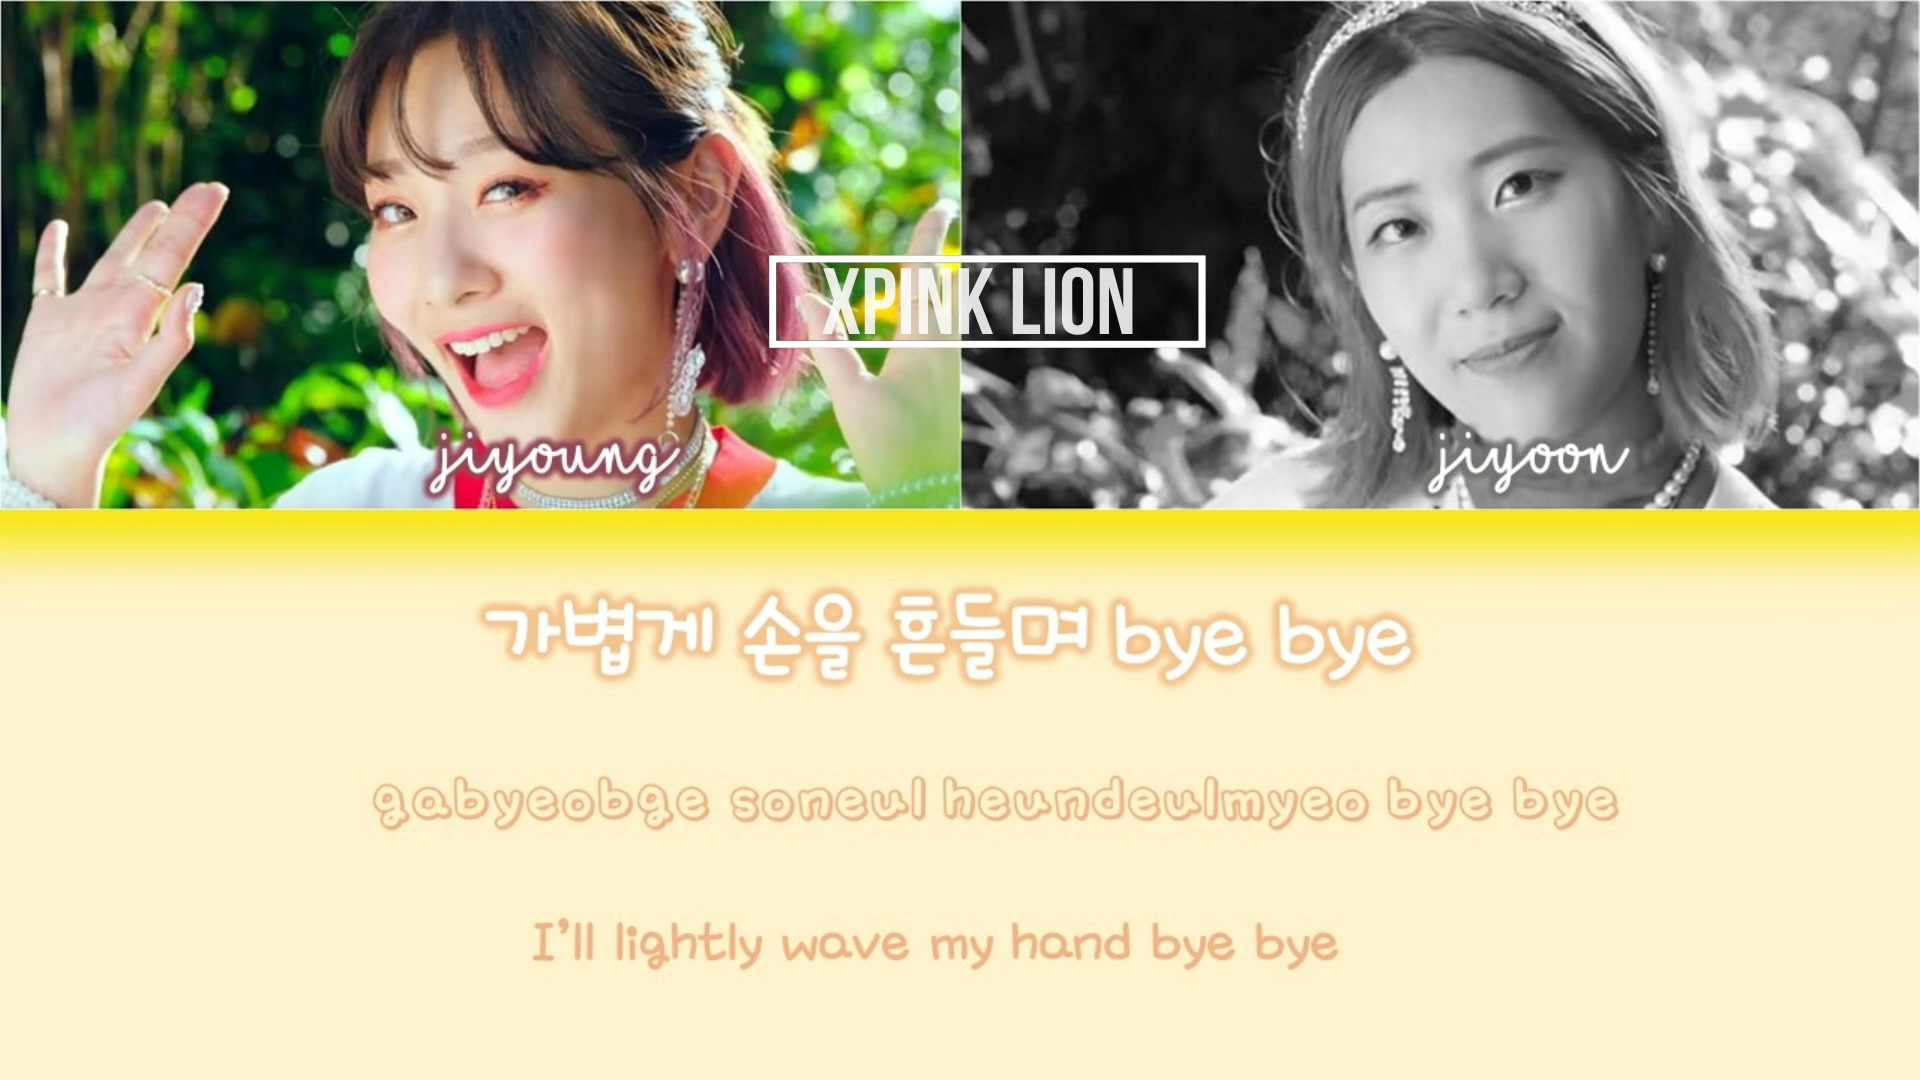 XPINK LION
jiyoung
jiyoon
가볍게 손을 흔들며 bye bye
gabyeobge soneul heundeulmyeo bye bye
I'll lightly wave my hand bye bye